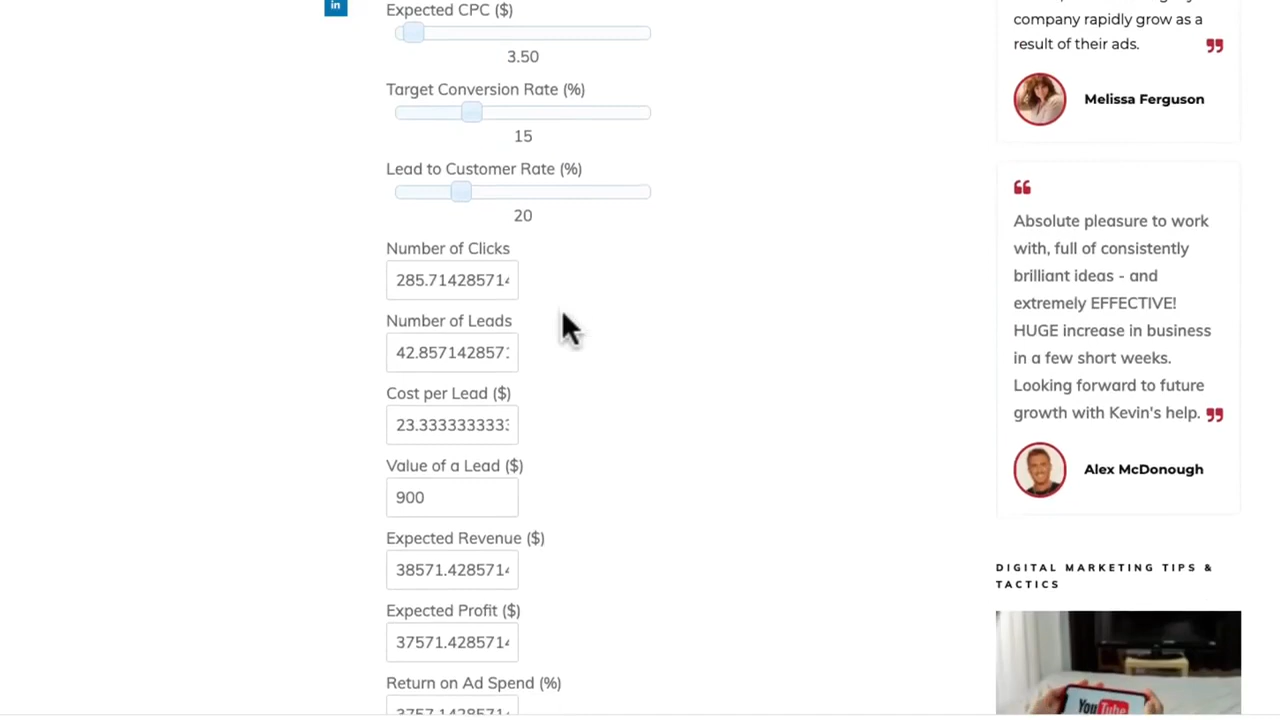 in
Expected CPC ($)
3.50
Target Conversion Rate (%)
15
Lead to Customer Rate (%)
20
Number of Clicks
285.714285714
Number of Leads
42.857142857
Cost per Lead ($)
23.333333333
Value of a Lead ($)
900
Expected Revenue ($)
38571.428571
Expected Profit ($)
37571.428571
Return on Ad Spend (%)
3757.1428571
company rapidly grow as a
result of their ads.
Melissa Ferguson
Absolute pleasure to work
with, full of consistently
brilliant ideas - and
extremely EFFECTIVE!
HUGE increase in business
in a few short weeks.
Looking forward to future
growth with Kevin's help.
Alex McDonough
DIGITAL MARKETING TIPS &
TACTICS
YouTube